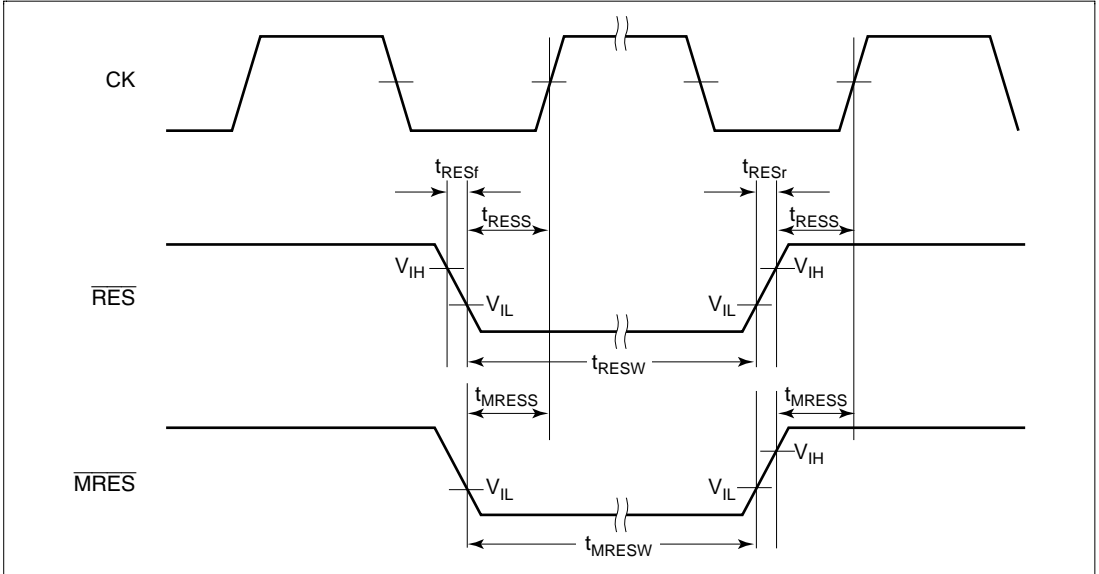 CK
tRESf
tRESr
tRESS
tRESS
VIH
VIH
RES
VIL
VIL
tRESW
tMRESS
tMRESS
VIH
MRES
VIL
VIL
tMRESW